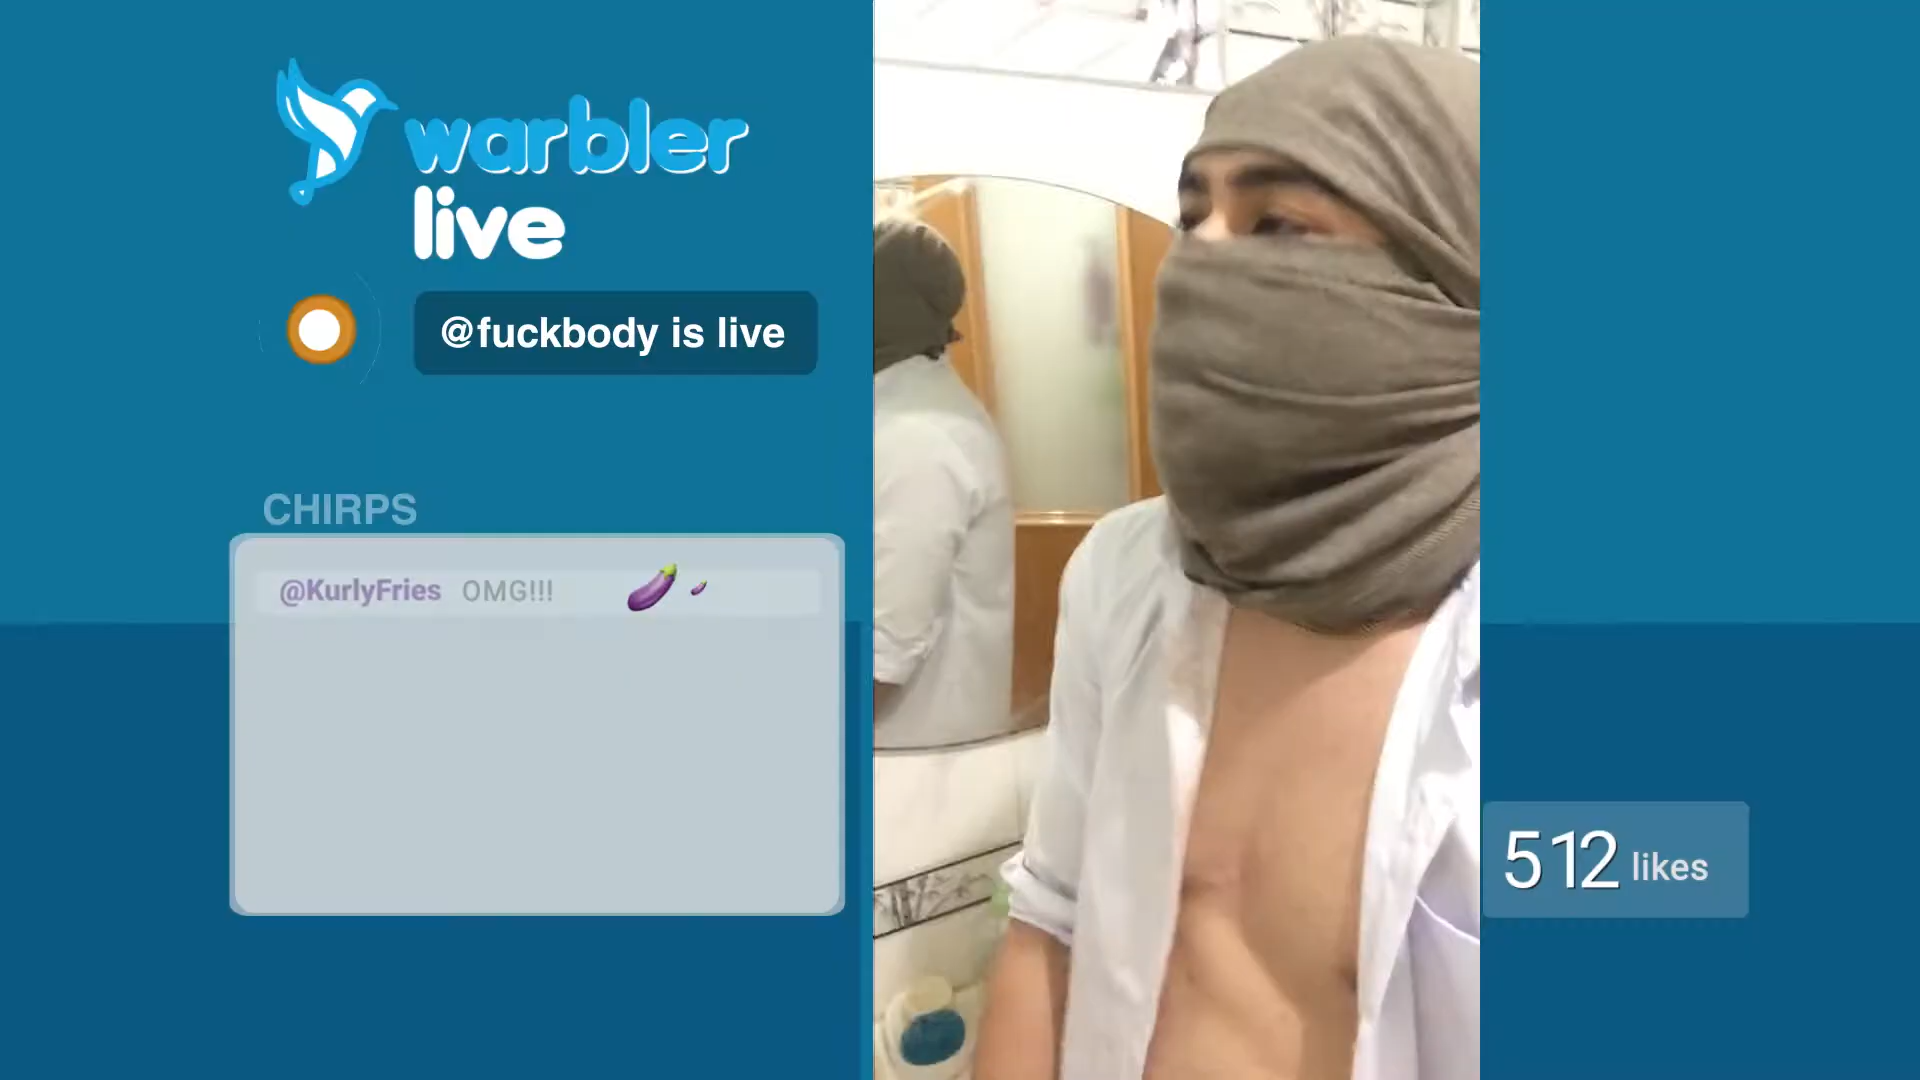 warbler
live
@fuckbody is live
CHIRPS
@KurlyFries OMG!!! 🍆 🍆
512 likes